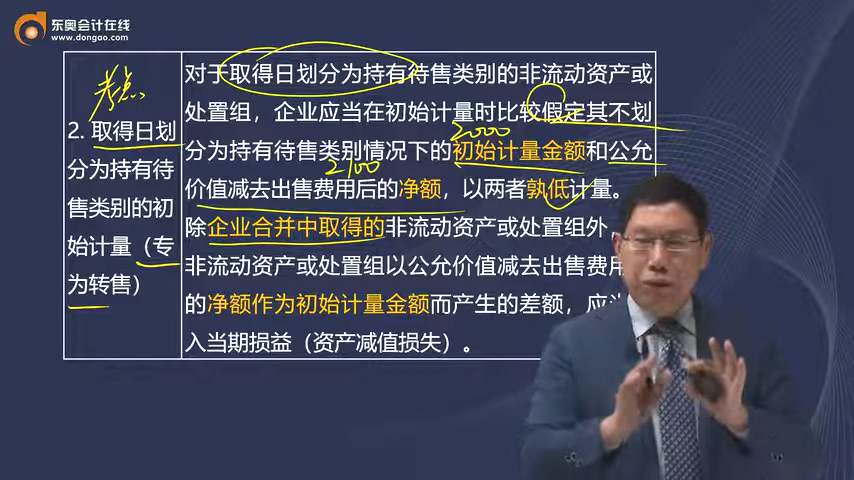 东奥会计在线
www.dongao.com
考点
2. 取得日划
分为持有待
售类别的初
始计量（专
为转售）
对于取得日划分为持有待售类别的非流动资产或
处置组，企业应当在初始计量时比较假定其不划
2000
分为持有待售类别情况下的初始计量金额和公允
2100
价值减去出售费用后的净额，以两者孰低计量。
除企业合并中取得的非流动资产或处置组外，
非流动资产或处置组以公允价值减去出售费用
的净额作为初始计量金额而产生的差额，应
入当期损益（资产减值损失）。